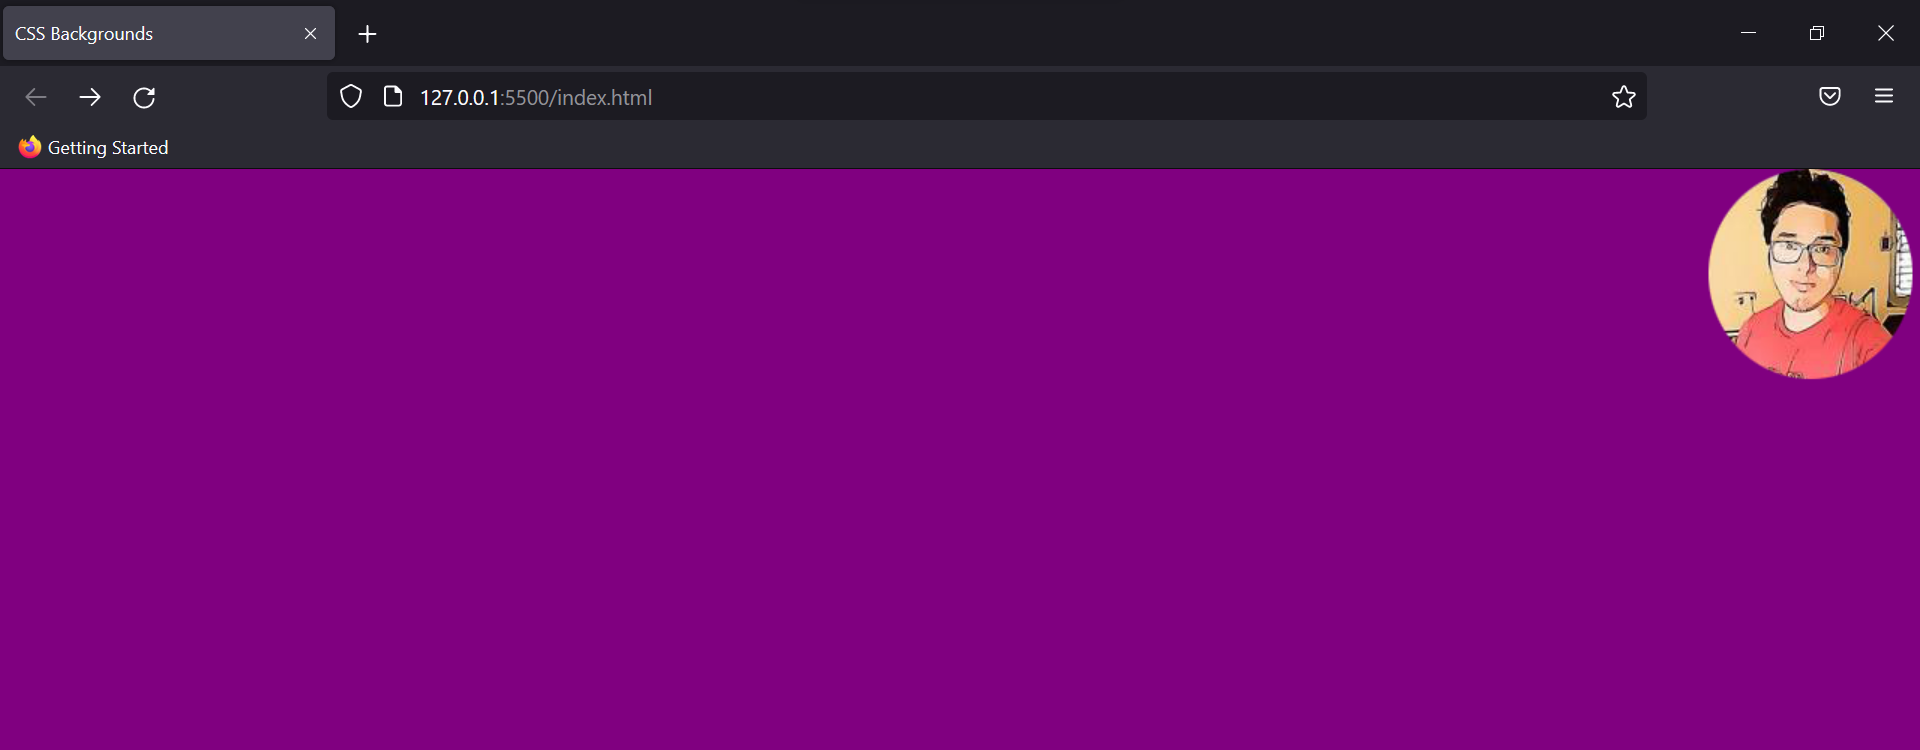 CSS Backgrounds
127.0.0.1:5500/index.html
Getting Started